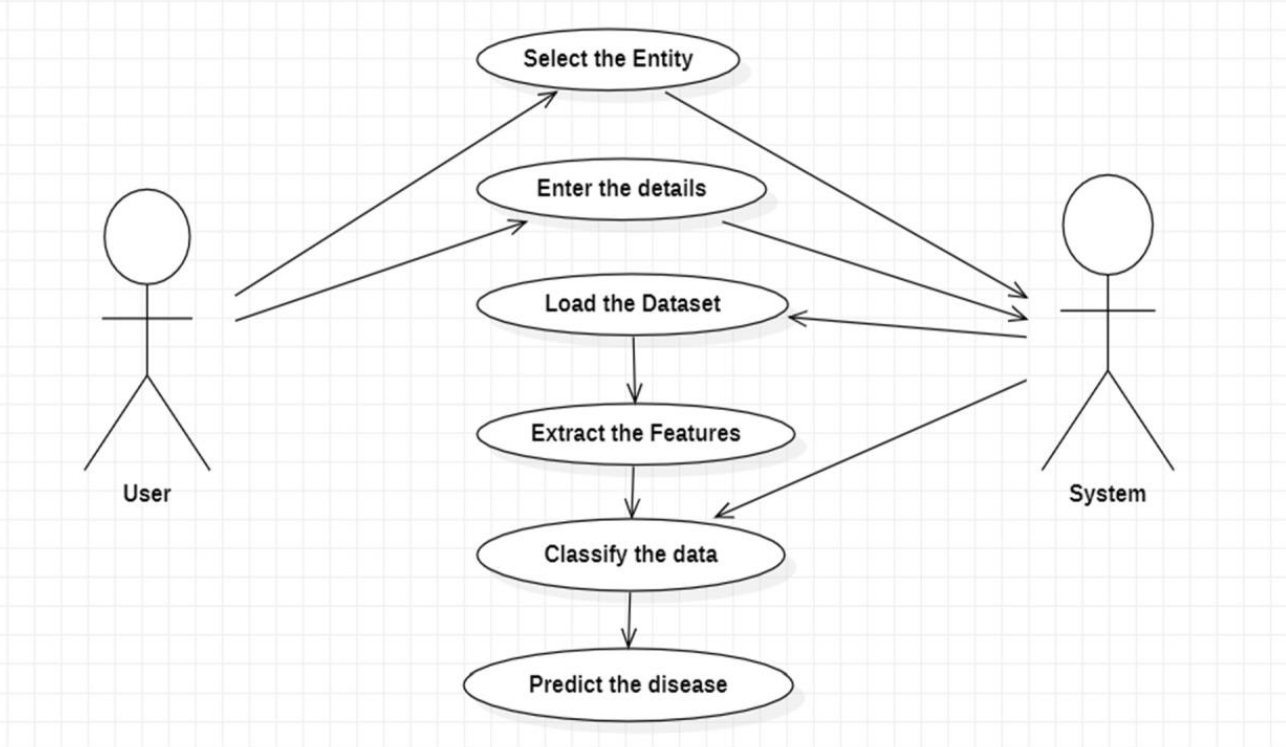 Select the Entity
Enter the details
Load the Dataset
Extract the Features
User
System
Classify the data
Predict the disease